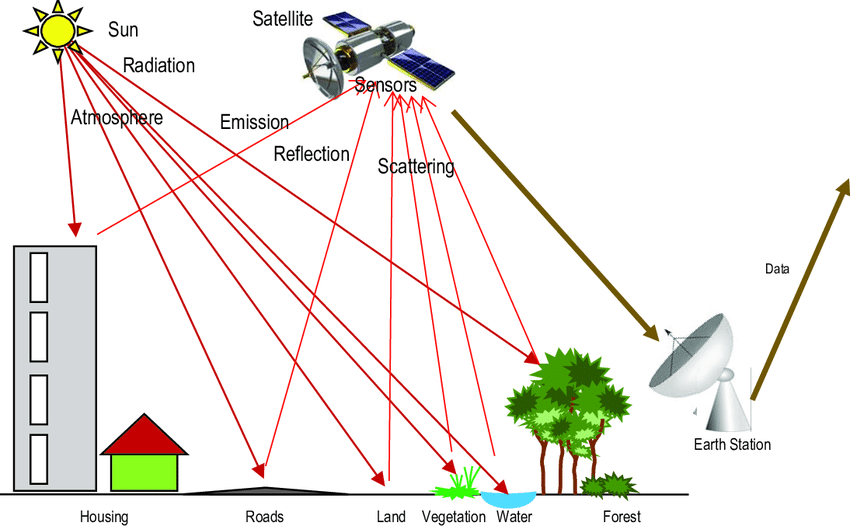 Sun
Satellite
Radiation
Sensors
Atmosphere
Emission
Reflection
Scattering
Data
Earth Station
Housing
Roads
Land
Vegetation
Water
Forest